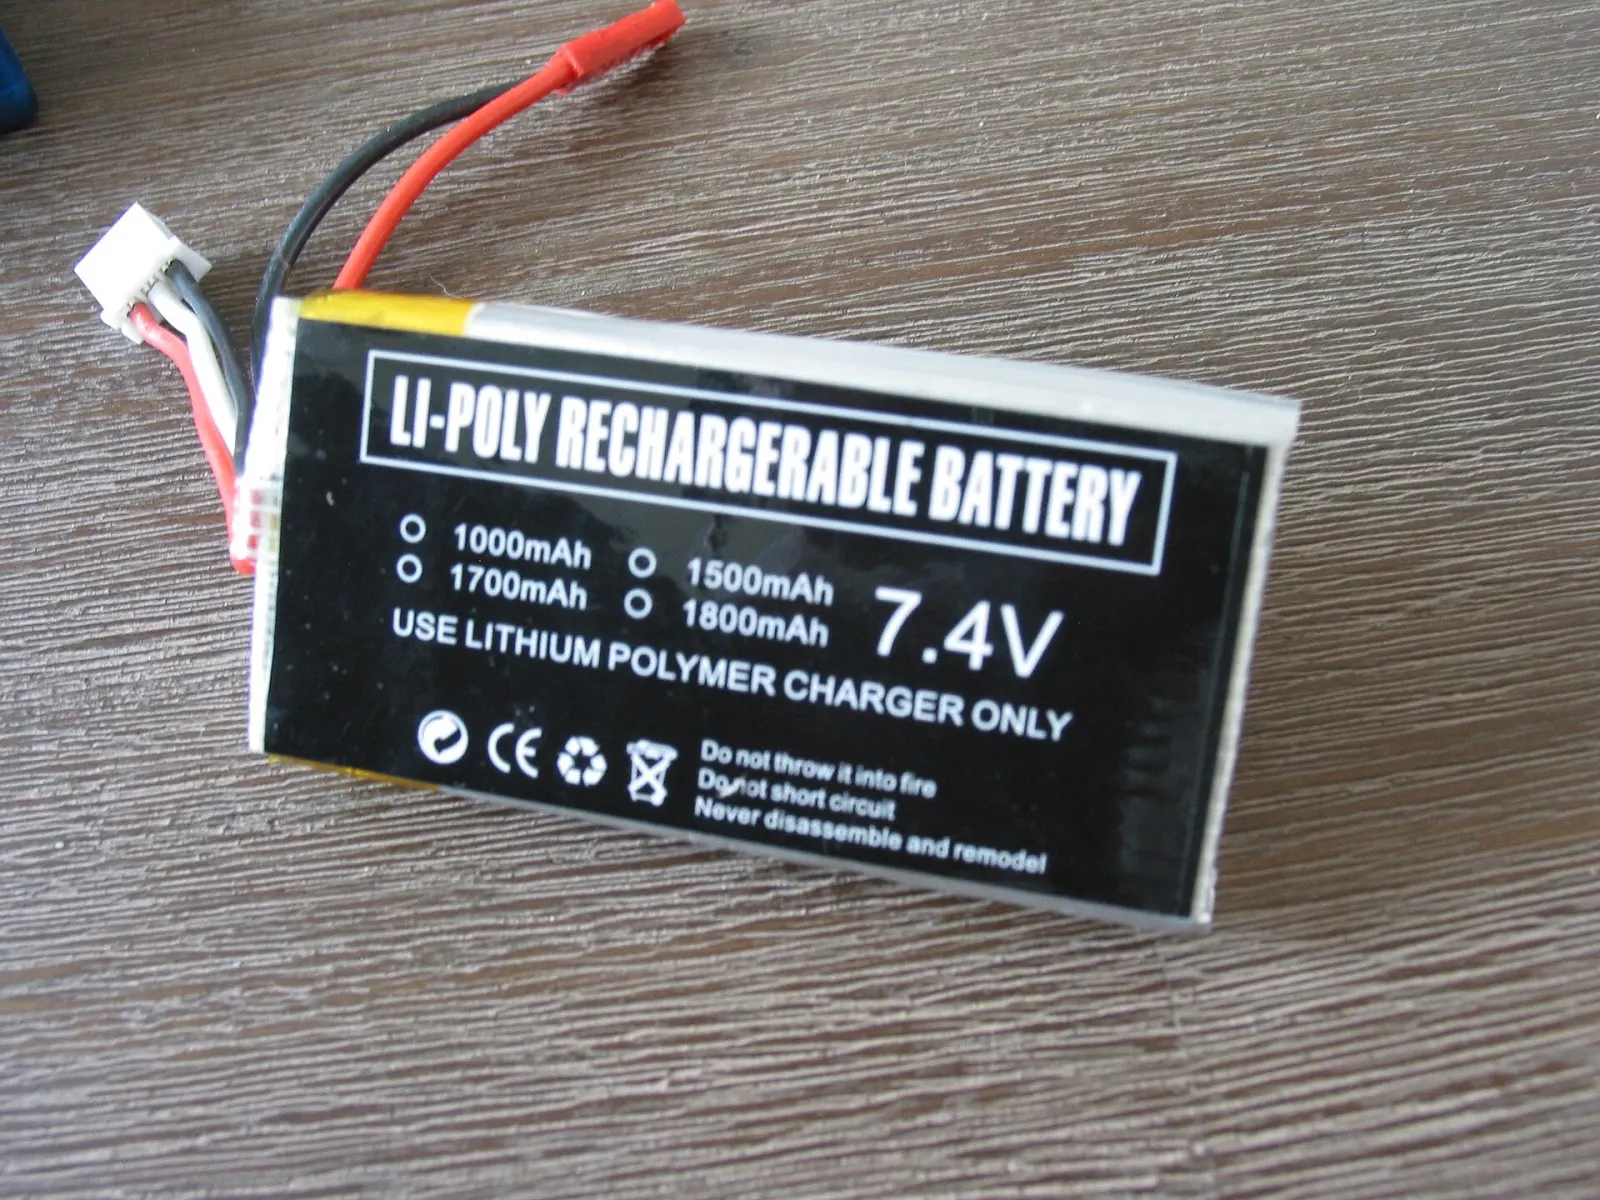 LI-POLY RECHARGERABLE BATTERY
1000mAh 1500mAh
1700mAh 1800mAh
7.4V
USE LITHIUM POLYMER CHARGER ONLY
CE
Do not throw it into fire
Do not short circuit
Never disassemble and remodel